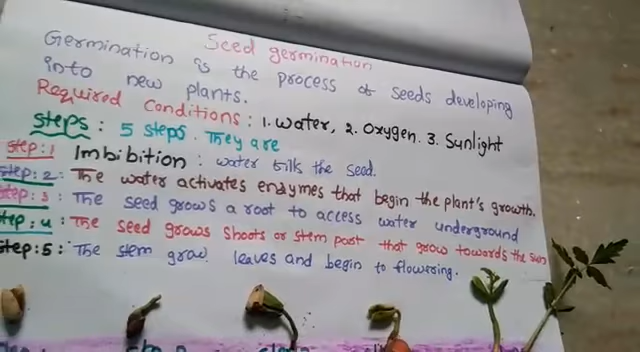 Seed germination
Germination is the process of seeds developing
into new plants.
Required Conditions : 1. Water, 2. Oxygen. 3. Sunlight
Steps : 5 steps. They are
Step:1 Imbibition : water fills the seed.
Step:2: The water activates enzymes that begin the plant's growth.
Step:3 : The seed grows a root to access water underground
Step:4 : The seed grows shoots or stem part that grow towards the sun
Step:5 : The stem grow leaves and begin to flowering.